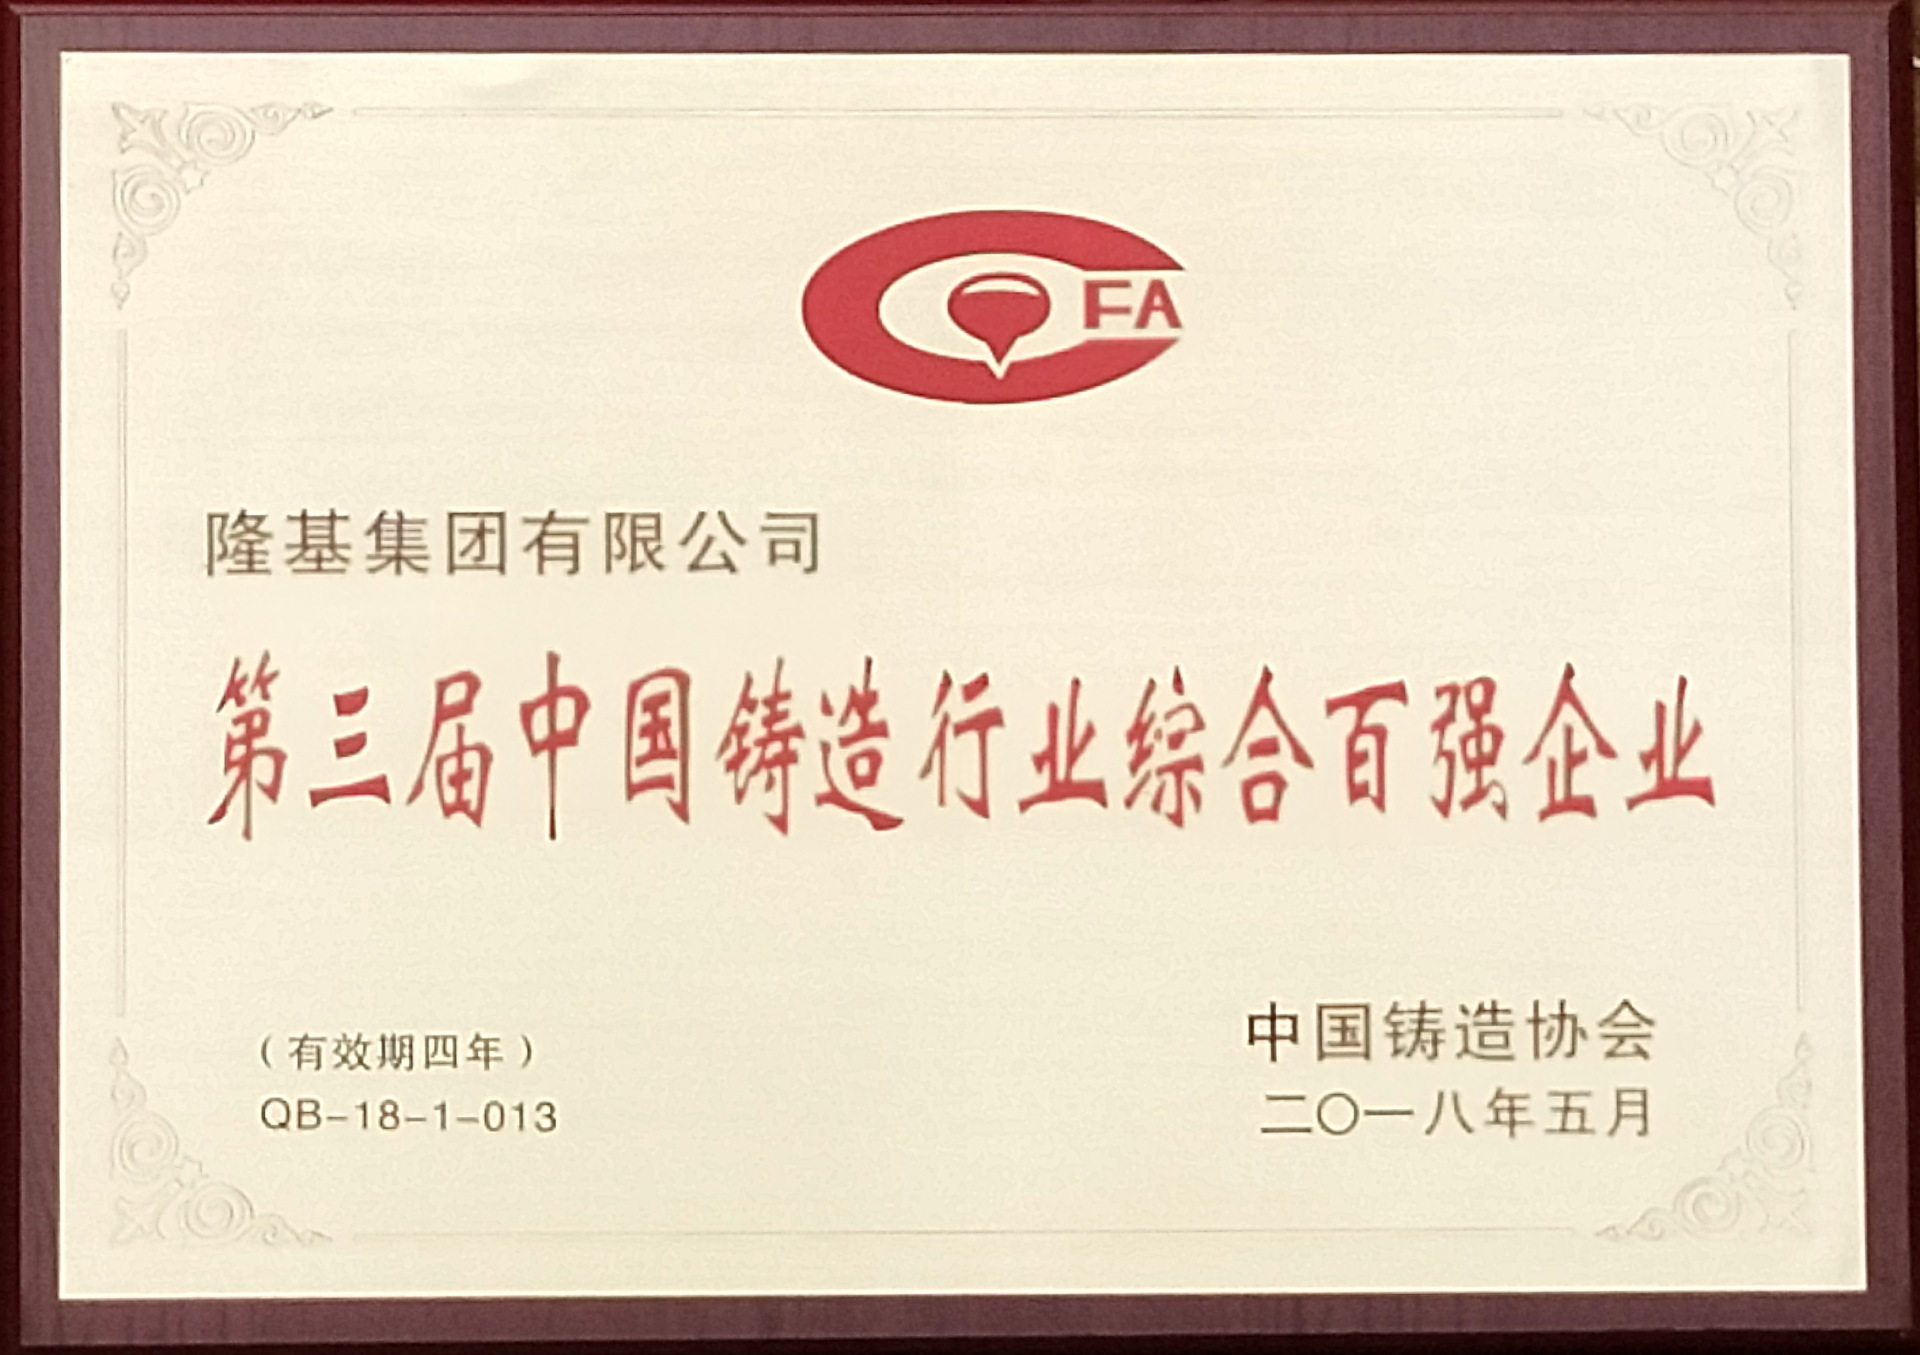 CFA
隆基集团有限公司
第三届中国铸造行业综合百强企业
（有效期四年）
QB-18-1-013
中国铸造协会
二〇一八年五月